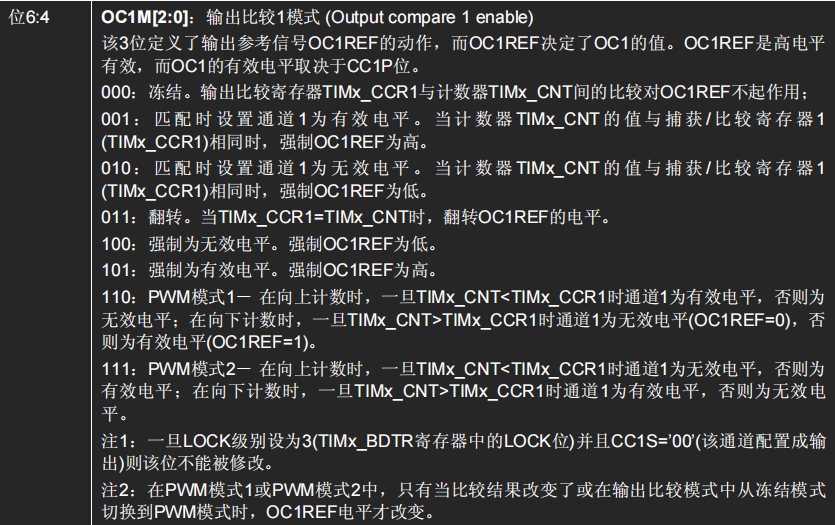 位6:4
OC1M[2:0]：输出比较1模式 (Output compare 1 enable)
该3位定义了输出参考信号OC1REF的动作，而OC1REF决定了OC1的值。OC1REF是高电平
有效，而OC1的有效电平取决于CC1P位。
000：冻结。输出比较寄存器TIMx_CCR1与计数器TIMx_CNT间的比较对OC1REF不起作用；
001：匹配时设置通道1为有效电平。当计数器TIMx_CNT的值与捕获/比较寄存器1
(TIMx_CCR1)相同时，强制OC1REF为高。
010：匹配时设置通道1为无效电平。当计数器TIMx_CNT的值与捕获/比较寄存器1
(TIMx_CCR1)相同时，强制OC1REF为低。
011：翻转。当TIMx_CCR1=TIMx_CNT时，翻转OC1REF的电平。
100：强制为无效电平。强制OC1REF为低。
101：强制为有效电平。强制OC1REF为高。
110：PWM模式1－ 在向上计数时，一旦TIMx_CNT<TIMx_CCR1时通道1为有效电平，否则为
无效电平；在向下计数时，一旦TIMx_CNT>TIMx_CCR1时通道1为无效电平(OC1REF=0)，否
则为有效电平(OC1REF=1)。
111：PWM模式2－ 在向上计数时，一旦TIMx_CNT<TIMx_CCR1时通道1为无效电平，否则为
有效电平；在向下计数时，一旦TIMx_CNT>TIMx_CCR1时通道1为有效电平，否则为无效电
平。
注1：一旦LOCK级别设为3(TIMx_BDTR寄存器中的LOCK位)并且CC1S=’00’(该通道配置成输
出)则该位不能被修改。
注2：在PWM模式1或PWM模式2中，只有当比较结果改变了或在输出比较模式中从冻结模式
切换到PWM模式时，OC1REF电平才改变。